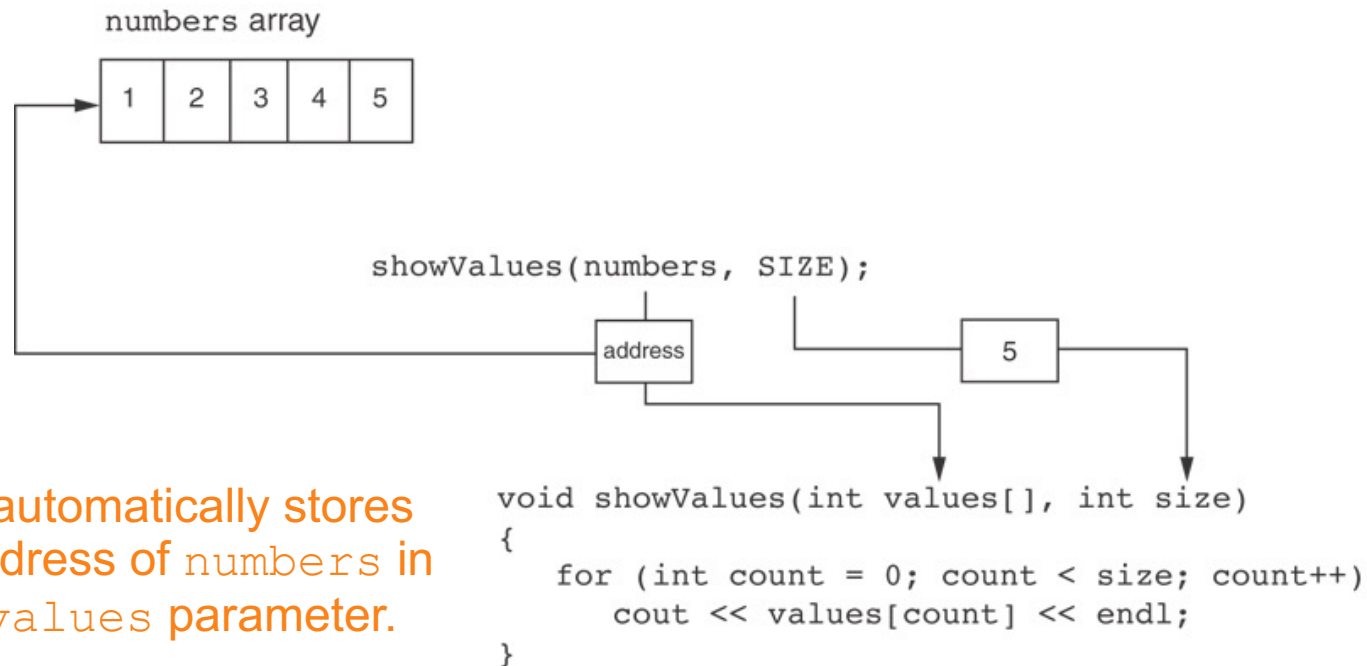 numbers array
1 2 3 4 5
showValues(numbers, SIZE);
address
5
automatically stores
dress of numbers in
values parameter.
void showValues(int values[], int size)
{
for (int count = 0; count < size; count++)
cout << values[count] << endl;
}